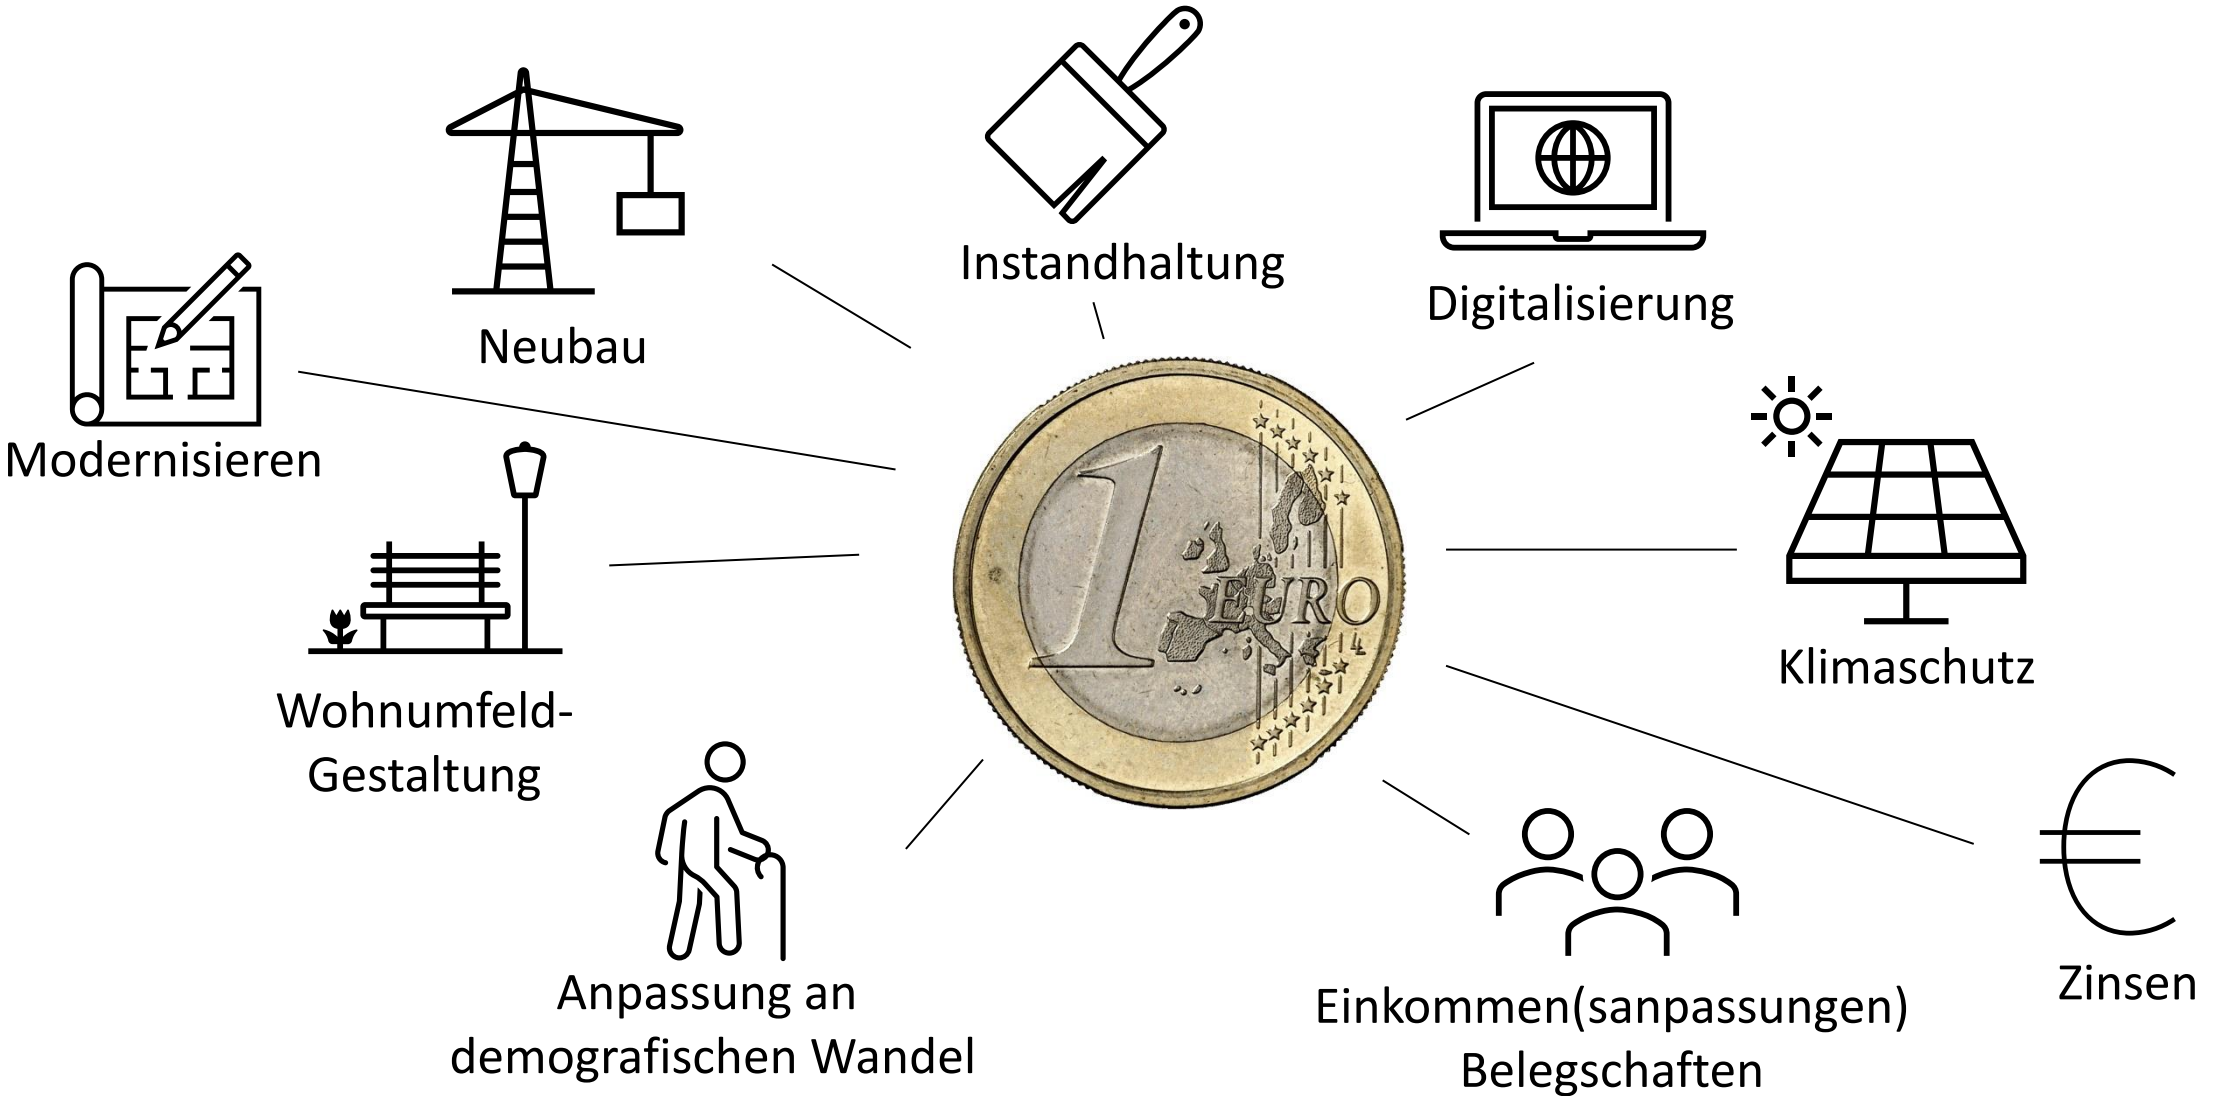 Instandhaltung
Digitalisierung
Neubau
Modernisieren
1
EURO
Klimaschutz
Wohnumfeld-
Gestaltung
€
Zinsen
Anpassung an
demografischen Wandel
Einkommen(sanpassungen)
Belegschaften